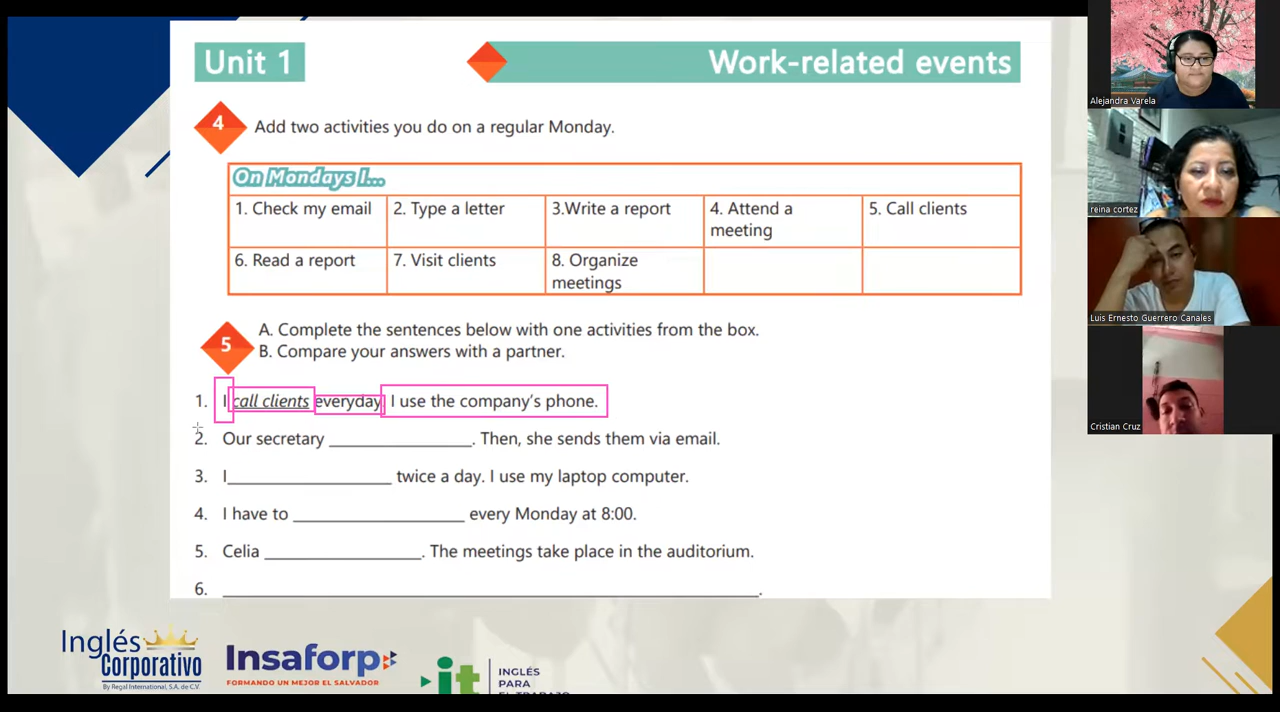 Unit 1
Work-related events
4
Add two activities you do on a regular Monday.
On Mondays I...
1. Check my email
2. Type a letter
3.Write a report
4. Attend a meeting
5. Call clients
6. Read a report
7. Visit clients
8. Organize meetings
5
A. Complete the sentences below with one activities from the box.
B. Compare your answers with a partner.
1. I call clients everyday. I use the company's phone.
2. Our secretary _______________. Then, she sends them via email.
3. I_________________ twice a day. I use my laptop computer.
4. I have to __________________ every Monday at 8:00.
5. Celia ________________. The meetings take place in the auditorium.
6. _________________________________________________________.
Alejandra Varela
reina cortez
Luis Ernesto Guerrero Canales
Cristian Cruz
Inglés
Corporativo
By Regal International, S.A. de C.V.
Insaforp
FORMANDO UN MEJOR EL SALVADOR
it
INGLÉS
PARA
EL TRABAJO